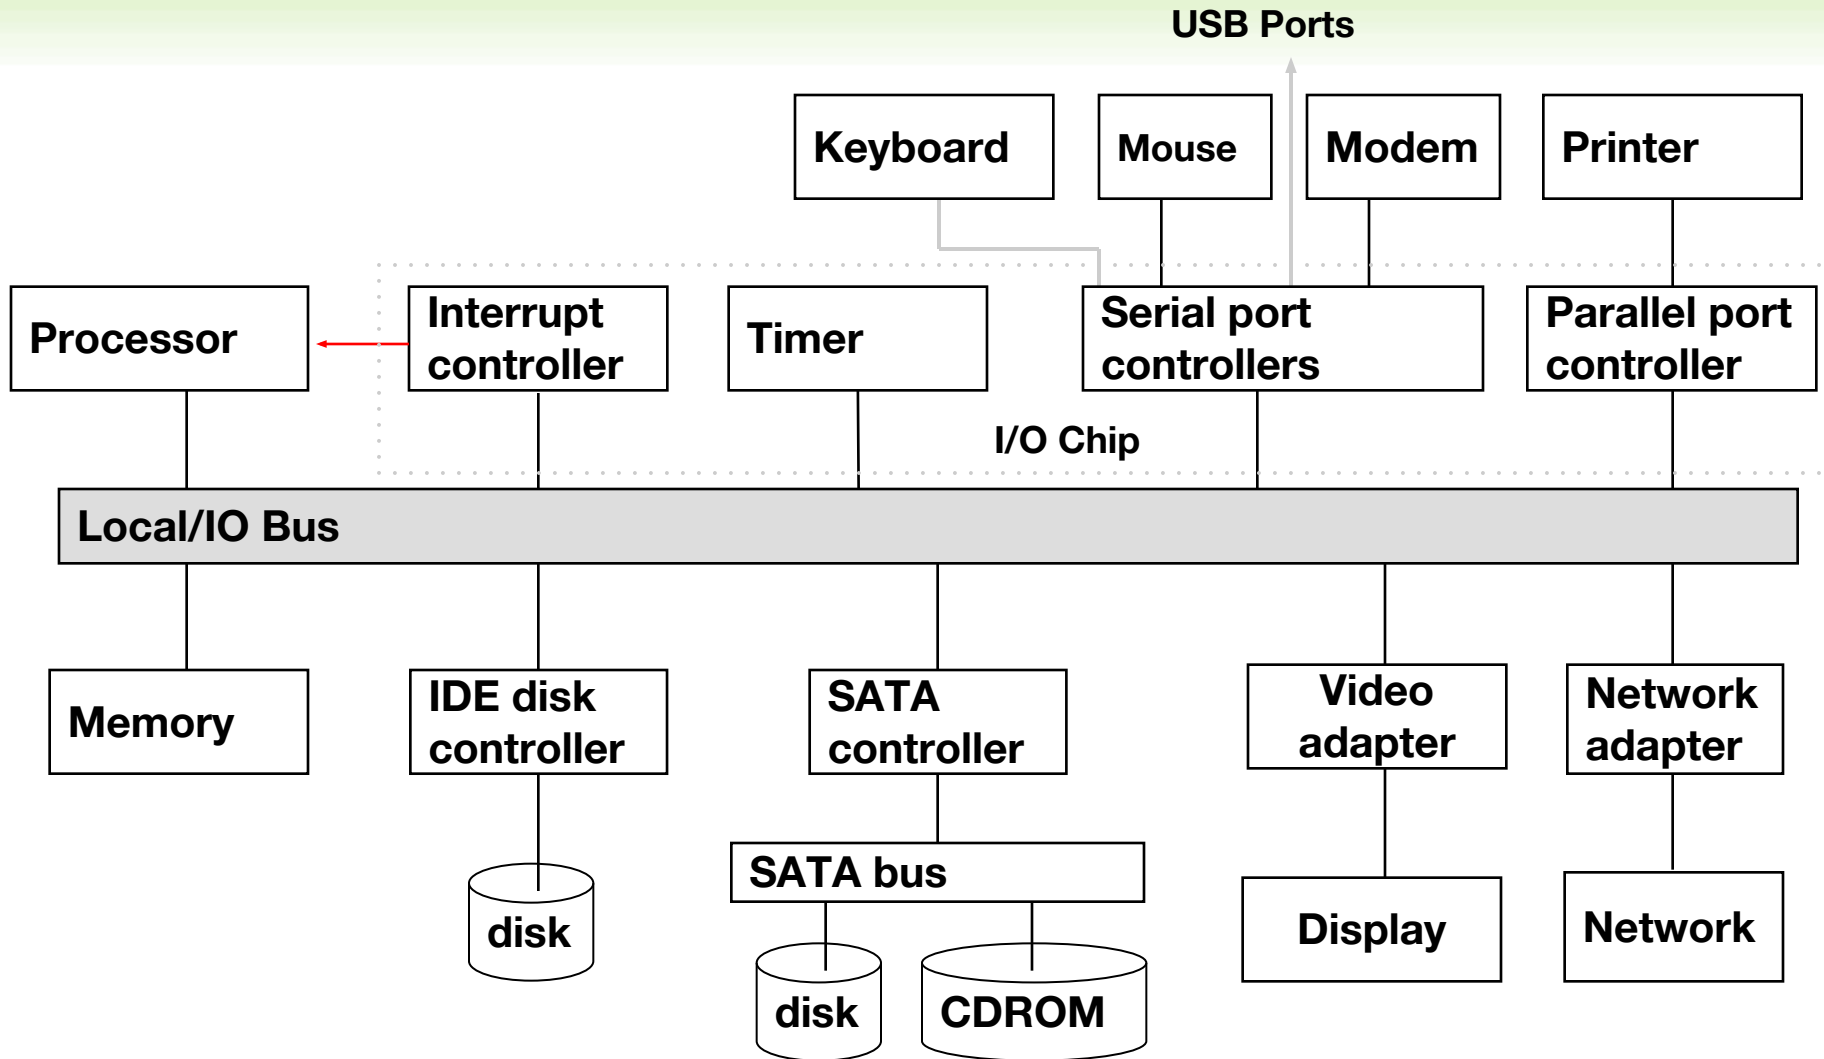 USB Ports
Keyboard
Mouse
Modem
Printer
Processor
Interrupt
controller
Timer
Serial port
controllers
Parallel port
controller
I/O Chip
Local/IO Bus
Memory
IDE disk
controller
SATA
controller
Video
adapter
Network
adapter
SATA bus
disk
Display
Network
disk
CDROM